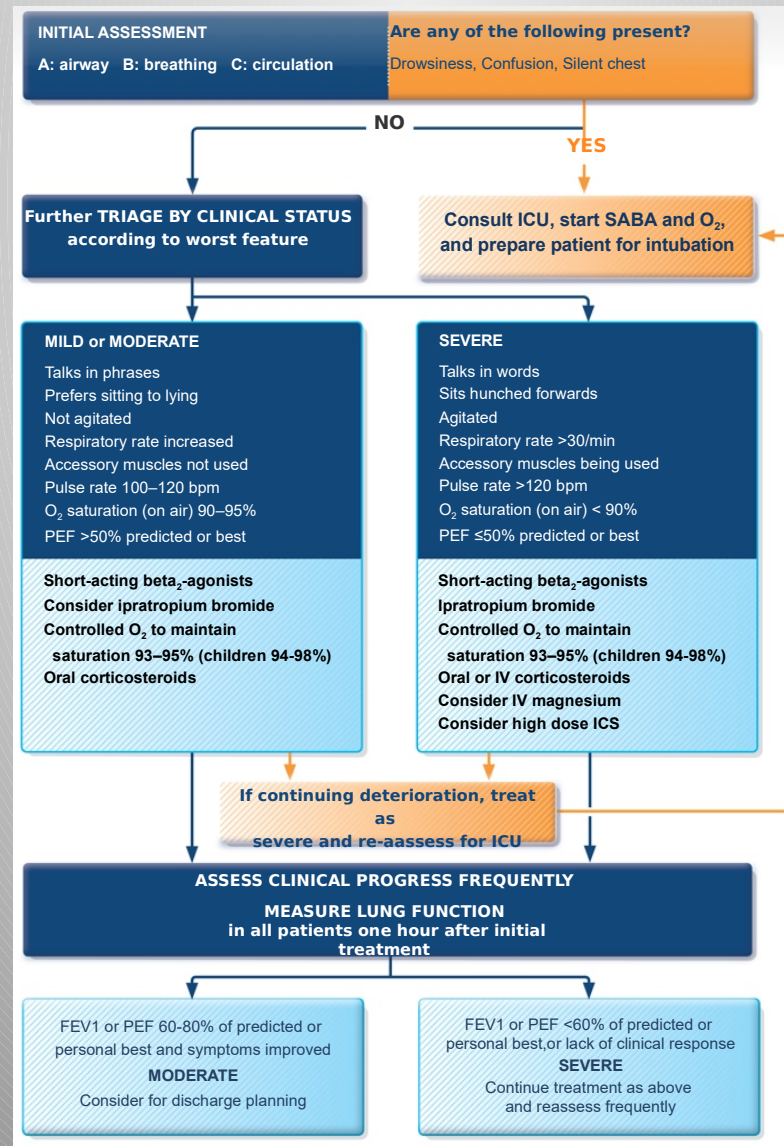 INITIAL ASSESSMENT
A: airway B: breathing C: circulation
Are any of the following present?
Drowsiness, Confusion, Silent chest
NO
YES
Further TRIAGE BY CLINICAL STATUS
according to worst feature
Consult ICU, start SABA and O₂,
and prepare patient for intubation
MILD or MODERATE
Talks in phrases
Prefers sitting to lying
Not agitated
Respiratory rate increased
Accessory muscles not used
Pulse rate 100–120 bpm
O₂ saturation (on air) 90–95%
PEF >50% predicted or best
SEVERE
Talks in words
Sits hunched forwards
Agitated
Respiratory rate >30/min
Accessory muscles being used
Pulse rate >120 bpm
O₂ saturation (on air) < 90%
PEF ≤50% predicted or best
Short-acting beta₂-agonists
Consider ipratropium bromide
Controlled O₂ to maintain
saturation 93–95% (children 94-98%)
Oral corticosteroids
Short-acting beta₂-agonists
Ipratropium bromide
Controlled O₂ to maintain
saturation 93–95% (children 94-98%)
Oral or IV corticosteroids
Consider IV magnesium
Consider high dose ICS
If continuing deterioration, treat
as
severe and re-aassess for ICU
ASSESS CLINICAL PROGRESS FREQUENTLY
MEASURE LUNG FUNCTION
in all patients one hour after initial
treatment
FEV1 or PEF 60-80% of predicted or
personal best and symptoms improved
MODERATE
Consider for discharge planning
FEV1 or PEF <60% of predicted or
personal best,or lack of clinical response
SEVERE
Continue treatment as above
and reassess frequently